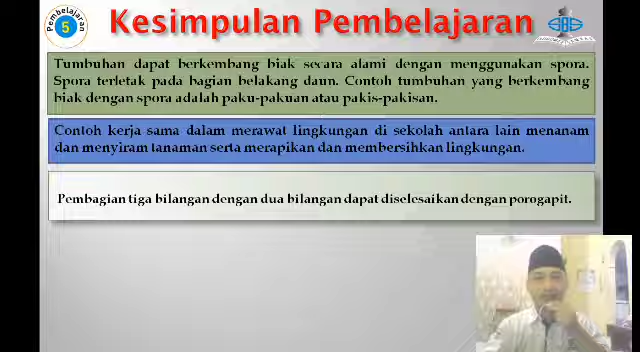 Pembelajaran
5
Kesimpulan Pembelajaran
Tumbuhan dapat berkembang biak secara alami dengan menggunakan spora.
Spora terletak pada bagian belakang daun. Contoh tumbuhan yang berkembang
biak dengan spora adalah paku-pakuan atau pakis-pakisan.
Contoh kerja sama dalam merawat lingkungan di sekolah antara lain menanam
dan menyiram tanaman serta merapikan dan membersihkan lingkungan.
Pembagian tiga bilangan dengan dua bilangan dapat diselesaikan dengan porogapit.